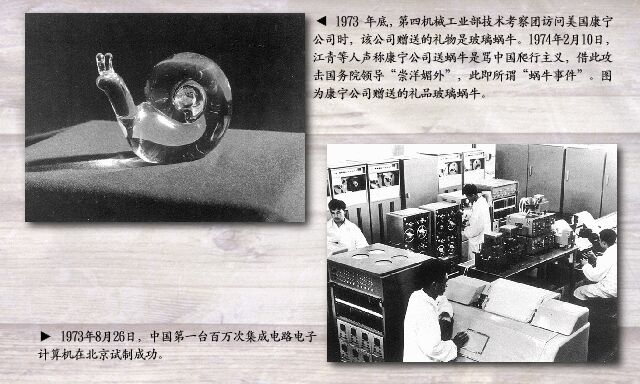 ◀ 1973 年底，第四机械工业部技术考察团访问美国康宁
公司时，该公司赠送的礼物是玻璃蜗牛。1974年2月10日，
江青等人声称康宁公司送蜗牛是骂中国爬行主义，借此攻
击国务院领导“崇洋媚外”，此即所谓“蜗牛事件”。图
为康宁公司赠送的礼品玻璃蜗牛。
▶ 1973年8月26日，中国第一台百万次集成电路电子
计算机在北京试制成功。